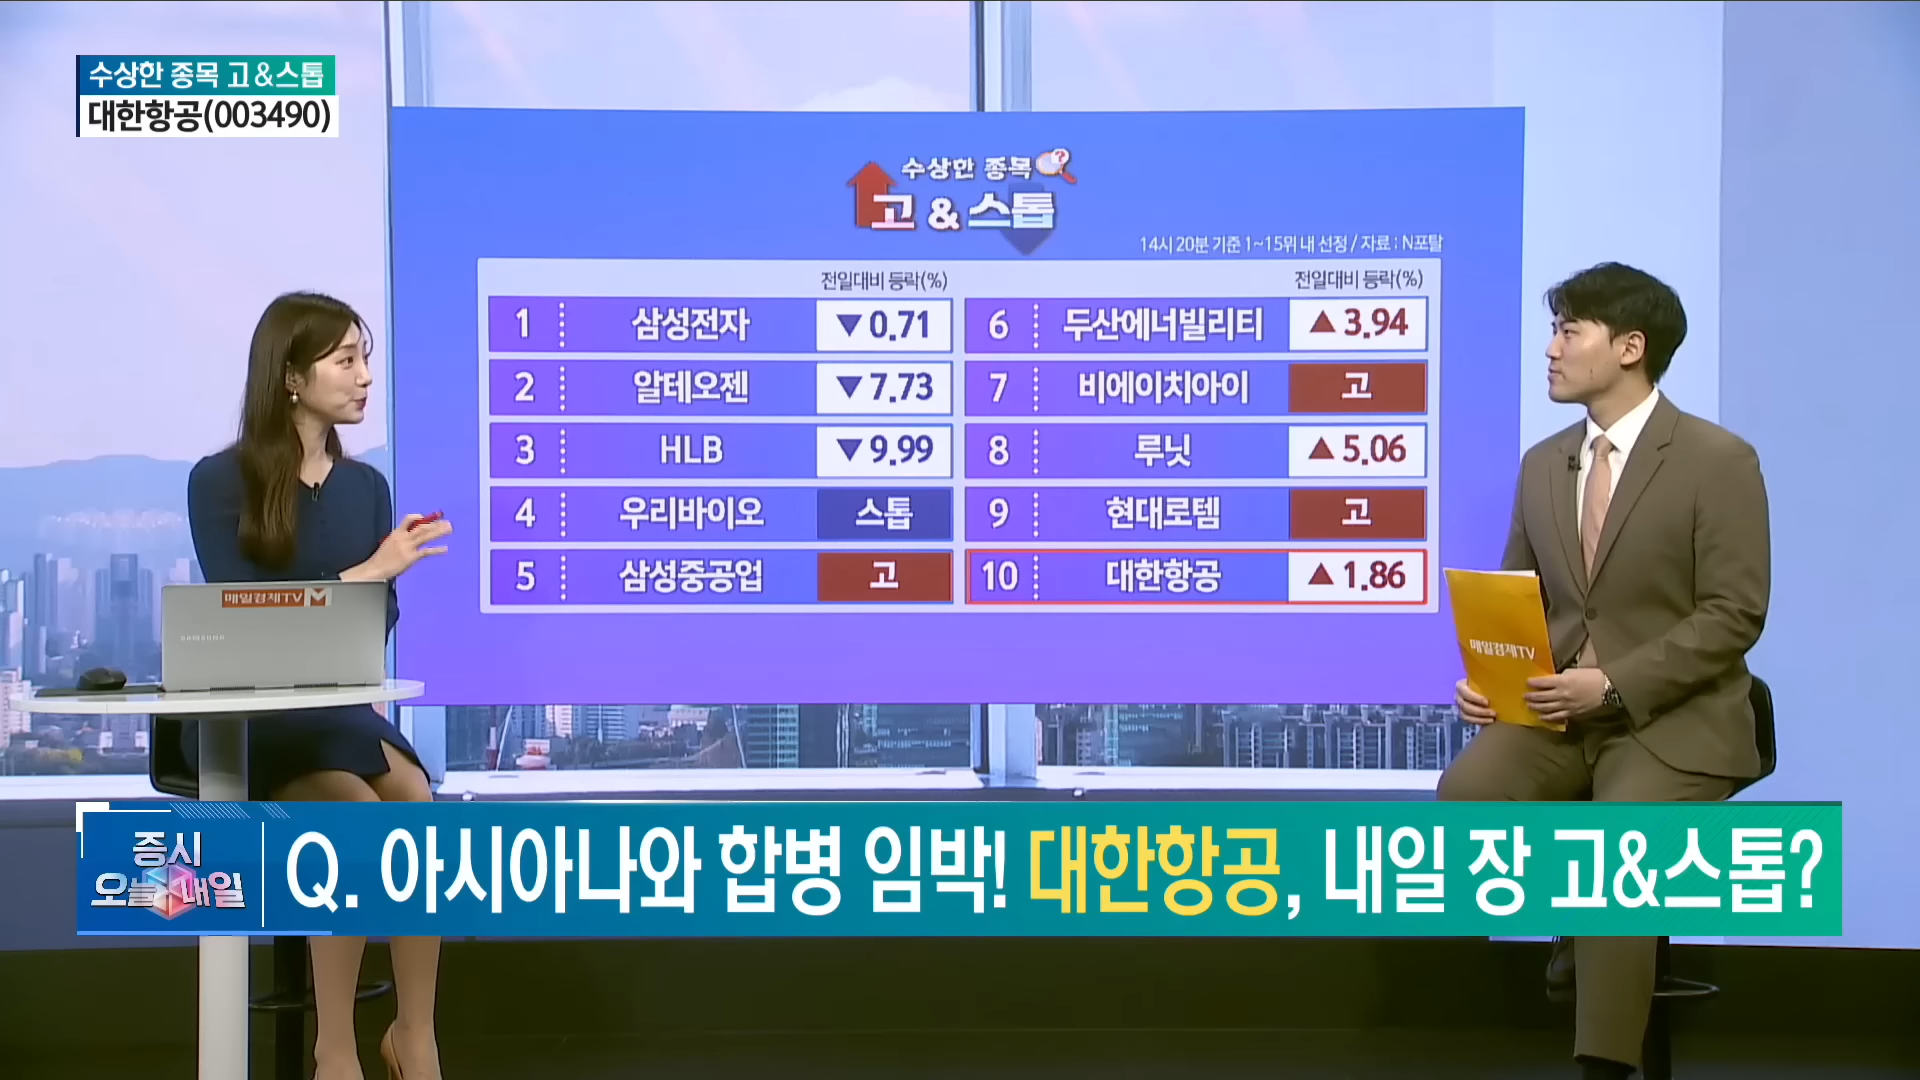 수상한 종목 고&스톱
대한항공(003490)
수상한 종목
고 & 스톱
14시 20분 기준 1~15위 내 선정 / 자료 : N포탈
전일대비 등락(%)
전일대비 등락(%)
1 삼성전자 ▼0.71
2 알테오젠 ▼7.73
3 HLB ▼9.99
4 우리바이오 스톱
5 삼성중공업 고
6 두산에너빌리티 ▲3.94
7 비에이치아이 고
8 루닛 ▲5.06
9 현대로템 고
10 대한항공 ▲1.86
매일경제TV M
SAMSUNG
매일경제TV
증시
오늘 내일
Q. 아시아나와 합병 임박! 대한항공, 내일 장 고&스톱?